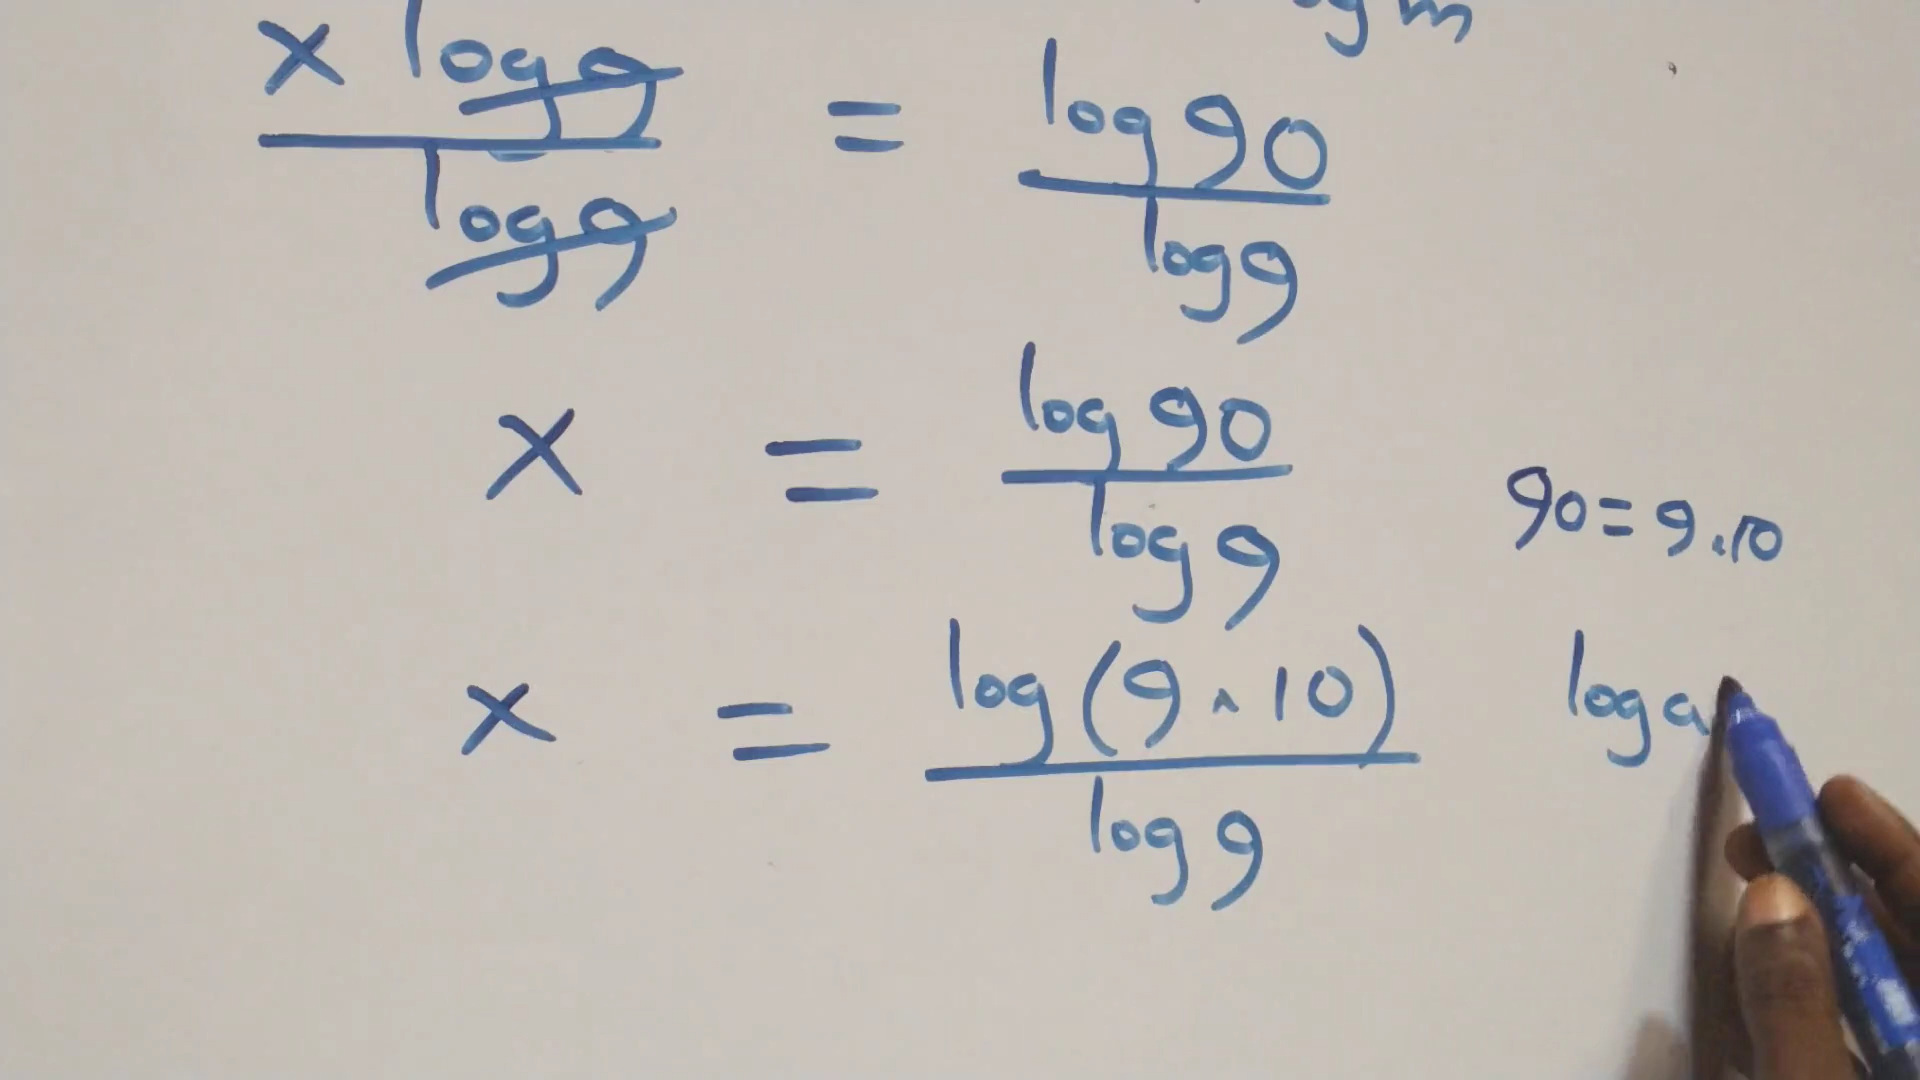 x log 9 / log 9 = log 90 / log 9
x = log 90 / log 9
90 = 9.10
x = log (9 . 10) / log 9
log a